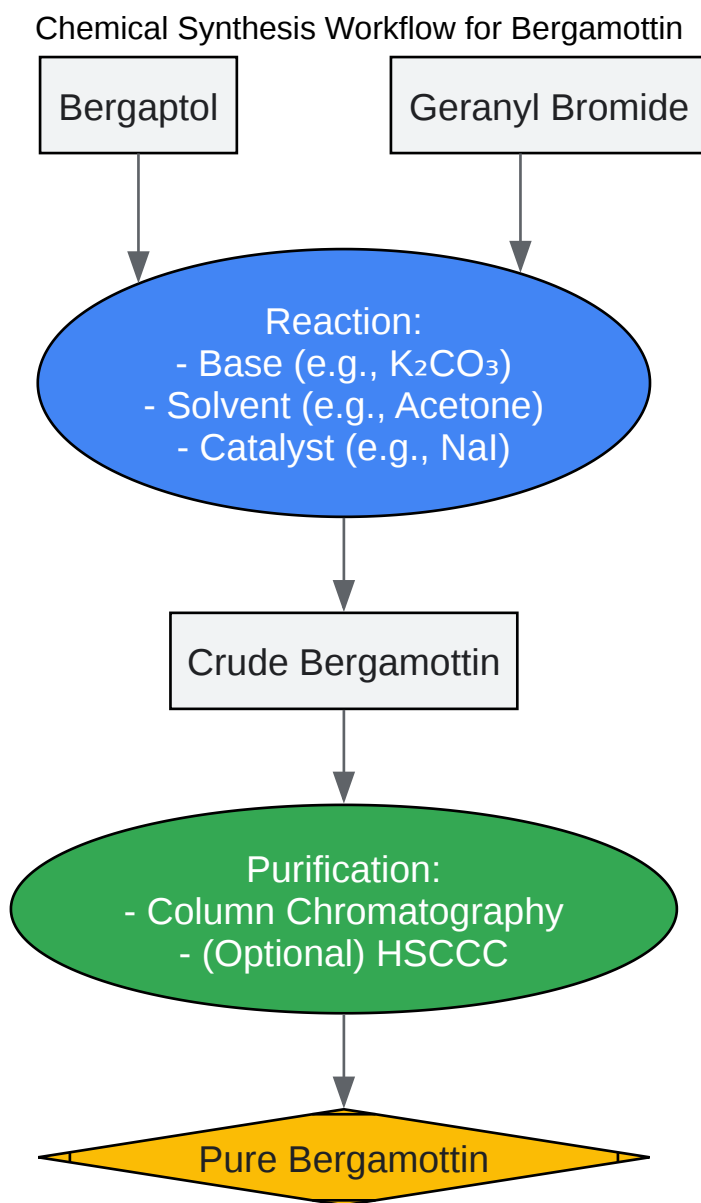 Chemical Synthesis Workflow for Bergamottin
Bergaptol
Geranyl Bromide
Reaction:
- Base (e.g., K₂CO₃)
- Solvent (e.g., Acetone)
- Catalyst (e.g., NaI)
Crude Bergamottin
Purification:
- Column Chromatography
- (Optional) HSCCC
Pure Bergamottin